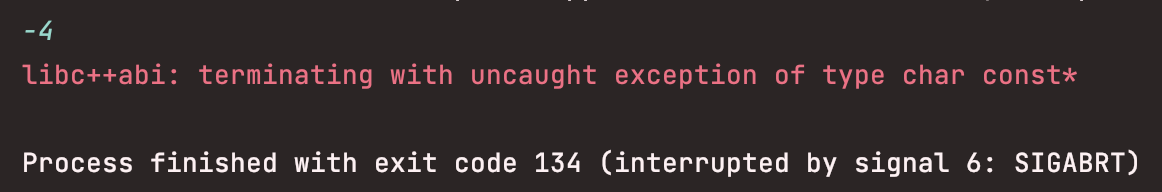 -4
libc++abi: terminating with uncaught exception of type char const*
Process finished with exit code 134 (interrupted by signal 6: SIGABRT)